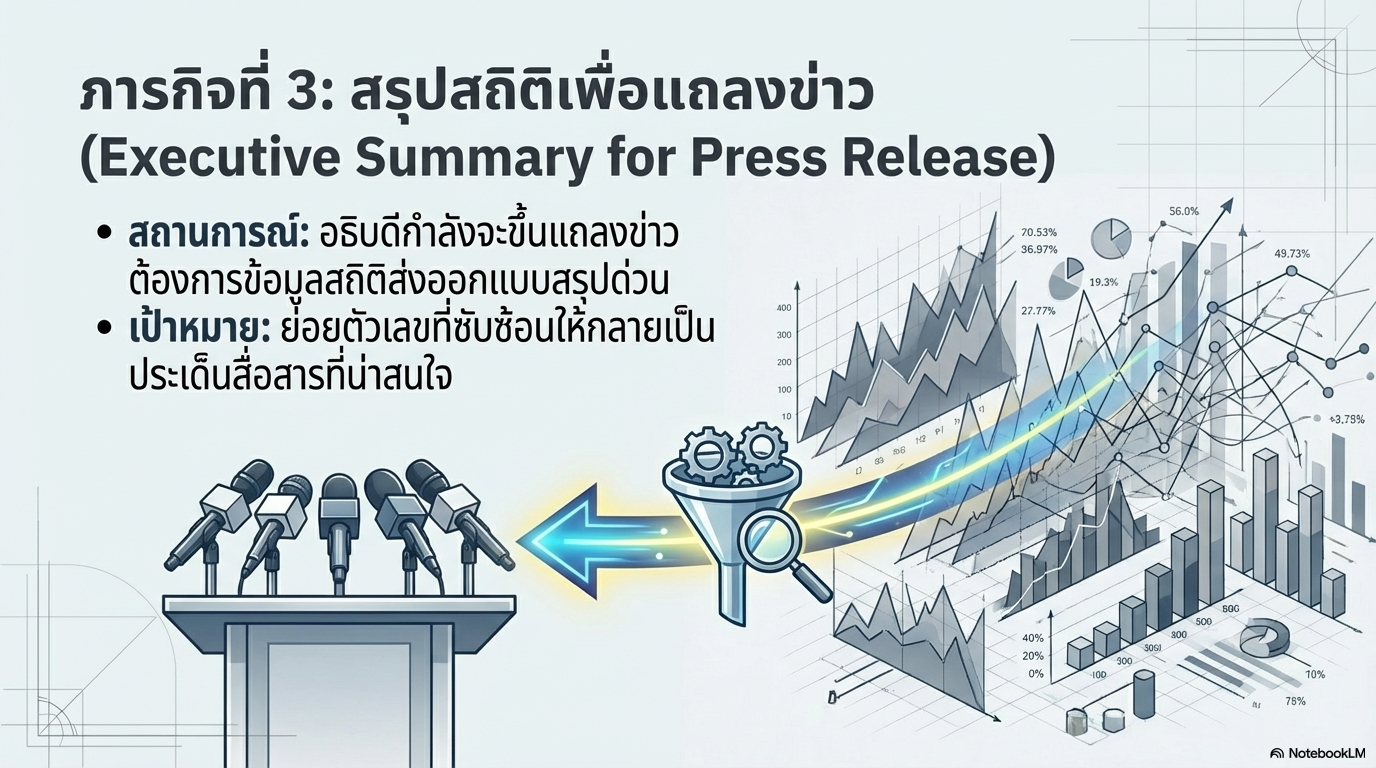 ภารกิจที่ 3: สรุปสถิติเพื่อแถลงข่าว
(Executive Summary for Press Release)
• สถานการณ์: อธิบดีกำลังจะขึ้นแถลงข่าว
ต้องการข้อมูลสถิติส่งออกแบบสรุปด่วน
• เป้าหมาย: ย่อยตัวเลขที่ซับซ้อนให้กลายเป็น
ประเด็นสื่อสารที่น่าสนใจ
70.53%
36.97%
56.0%
49.73%
19.3%
27.77%
400
300
200
100
10
40%
20%
0%
300
800
500
10%
78%
NotebookLM